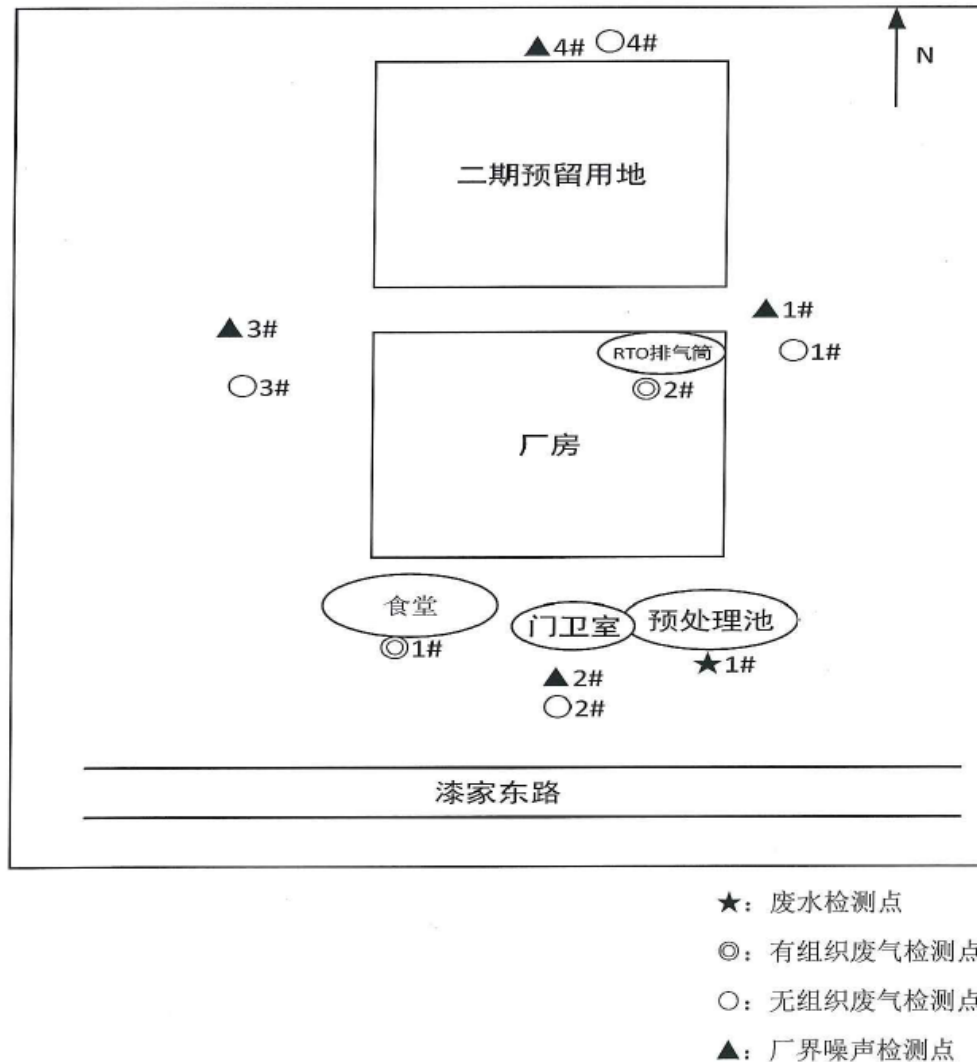 ▲4# ○4#
N
二期预留用地
▲1#
▲3#
RTO排气筒
○1#
○3#
◎2#
厂房
食堂
门卫室
预处理池
◎1#
★1#
▲2#
○2#
漆家东路
★：废水检测点
◎：有组织废气检测点
○：无组织废气检测点
▲：厂界噪声检测点